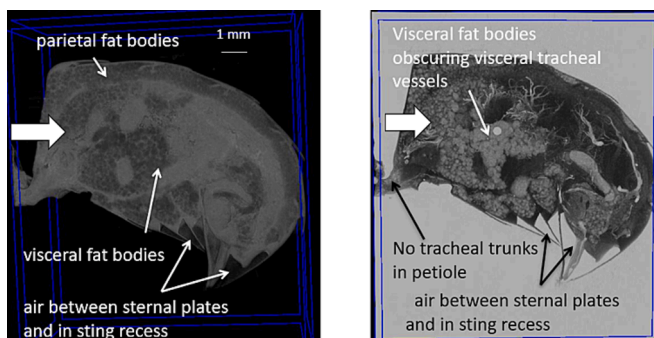 parietal fat bodies
1 mm
visceral fat bodies
air between sternal plates
and in sting recess
Visceral fat bodies
obscuring visceral tracheal
vessels
No tracheal trunks
in petiole
air between sternal plates
and in sting recess